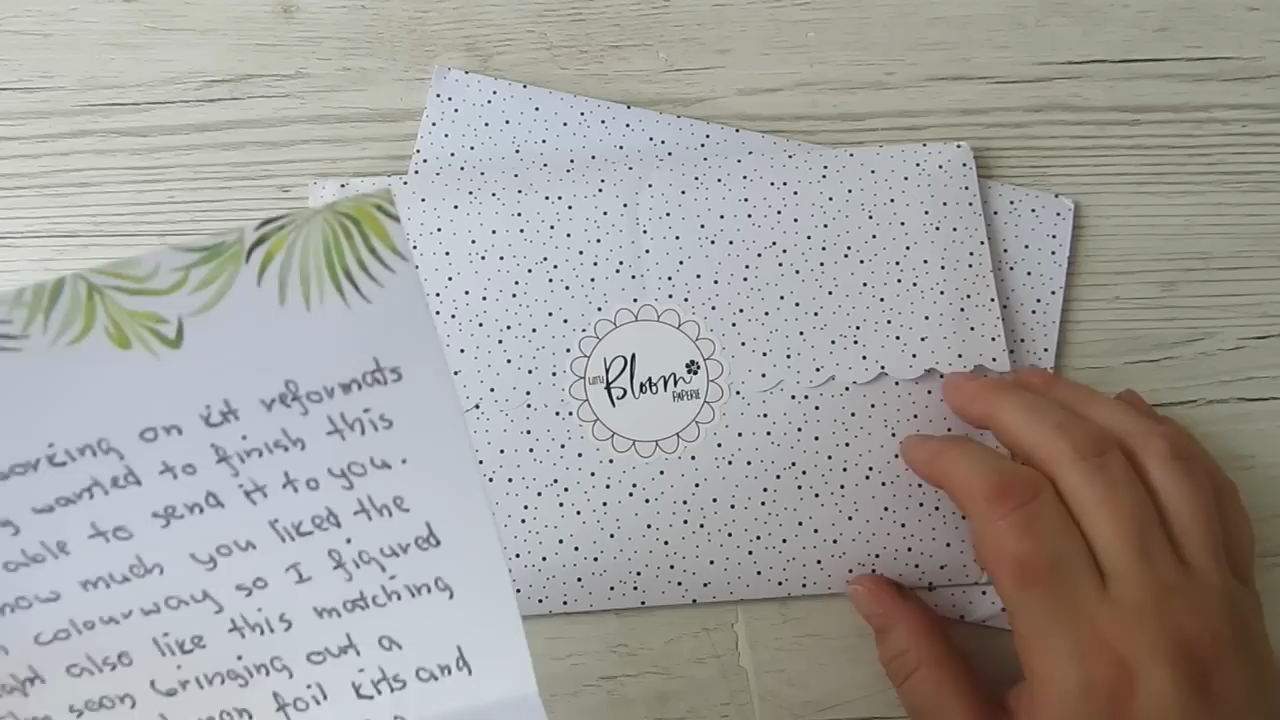 working on kit reformats
wanted to finish this
able to send it to you.
how much you liked the
colourway so I figured
also like this matching
soon bringing out a
foil kits and
LITTLE
Bloom
PAPERIE